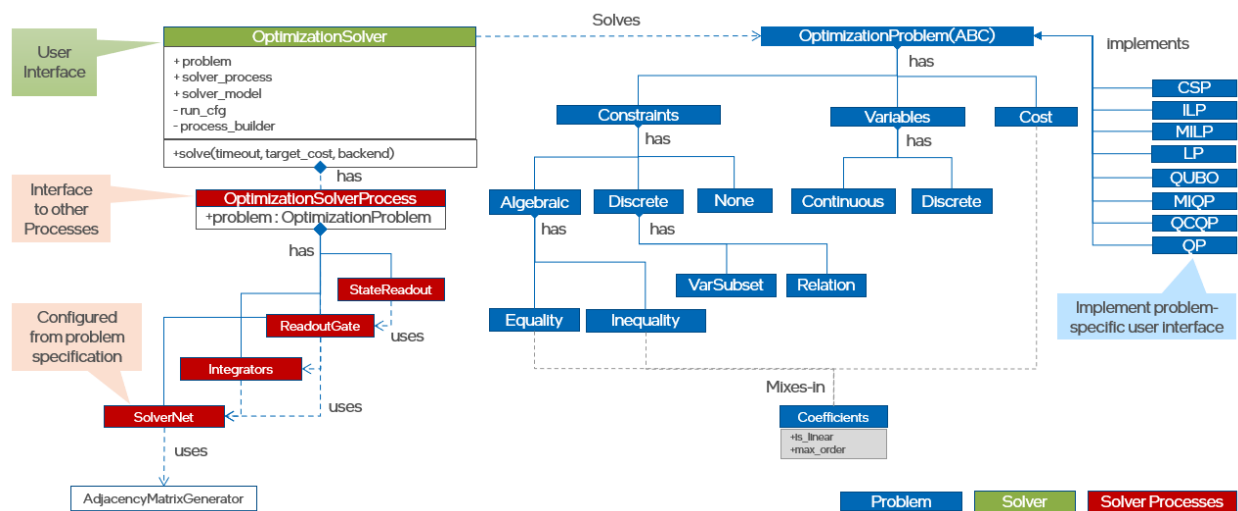 Solves
User
Interface
OptimizationSolver
+ problem
+ solver_process
+ solver_model
- run_cfg
- process_builder
+solve(timeout, target_cost, backend)
has
Interface
to other
Processes
OptimizationSolverProcess
+problem : OptimizationProblem
has
StateReadout
ReadoutGate
uses
Configured
from problem
specification
Integrators
SolverNet
uses
uses
AdjacencyMatrixGenerator
OptimizationProblem(ABC)
has
Constraints
Variables
Cost
has
has
Algebraic
Discrete
None
Continuous
Discrete
has
has
VarSubset
Relation
Equality
Inequality
Mixes-in
Coefficients
+is_linear
+max_order
implements
CSP
ILP
MILP
LP
QUBO
MIQP
QCQP
QP
Implement problem-
specific user interface
Problem
Solver
Solver Processes